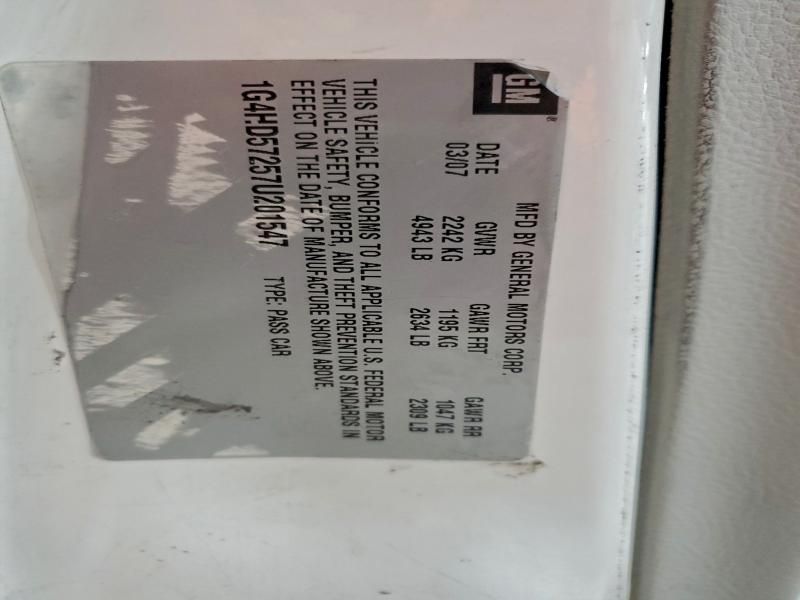 GM®
MFD BY GENERAL MOTORS CORP.
DATE GVWR GAWR FRT GAWR RR
03/07 2242 KG 1195 KG 1047 KG
4943 LB 2634 LB 2309 LB
THIS VEHICLE CONFORMS TO ALL APPLICABLE U.S. FEDERAL MOTOR
VEHICLE SAFETY, BUMPER, AND THEFT PREVENTION STANDARDS IN
EFFECT ON THE DATE OF MANUFACTURE SHOWN ABOVE.
1G4HD57257U201547 TYPE: PASS CAR